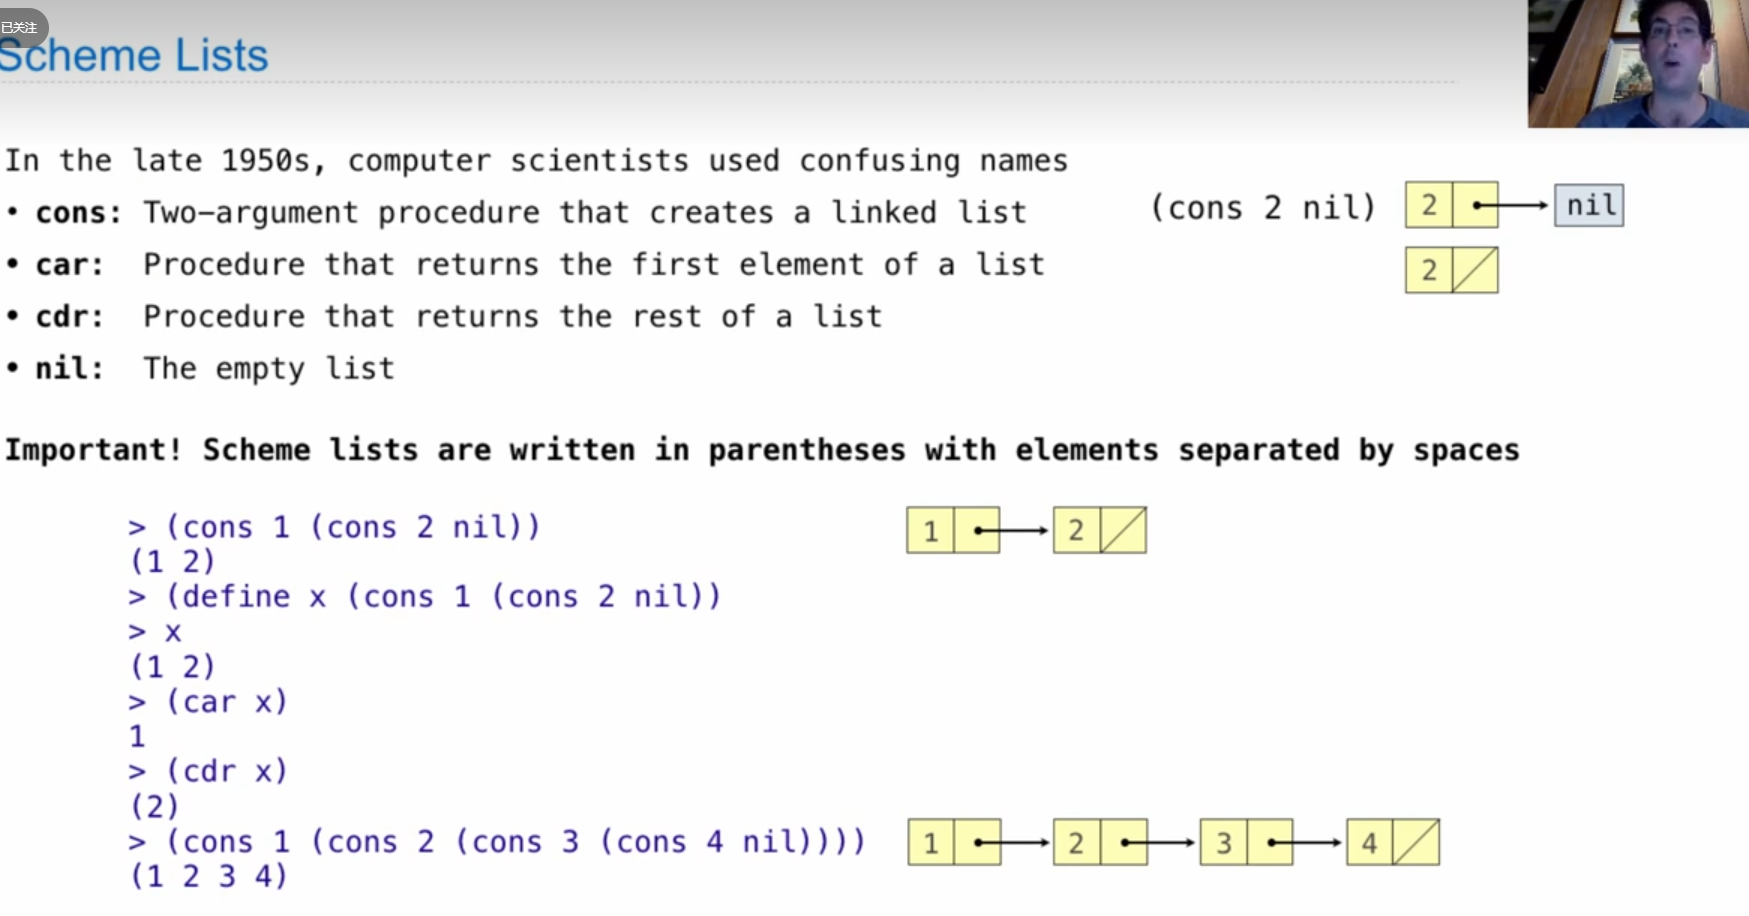 已关注
Scheme Lists
In the late 1950s, computer scientists used confusing names
• cons: Two-argument procedure that creates a linked list
(cons 2 nil) 2 nil
• car: Procedure that returns the first element of a list
2
• cdr: Procedure that returns the rest of a list
• nil: The empty list
Important! Scheme lists are written in parentheses with elements separated by spaces
> (cons 1 (cons 2 nil))
1 2
(1 2)
> (define x (cons 1 (cons 2 nil))
> x
(1 2)
> (car x)
1
> (cdr x)
(2)
> (cons 1 (cons 2 (cons 3 (cons 4 nil))))
1 2 3 4
(1 2 3 4)